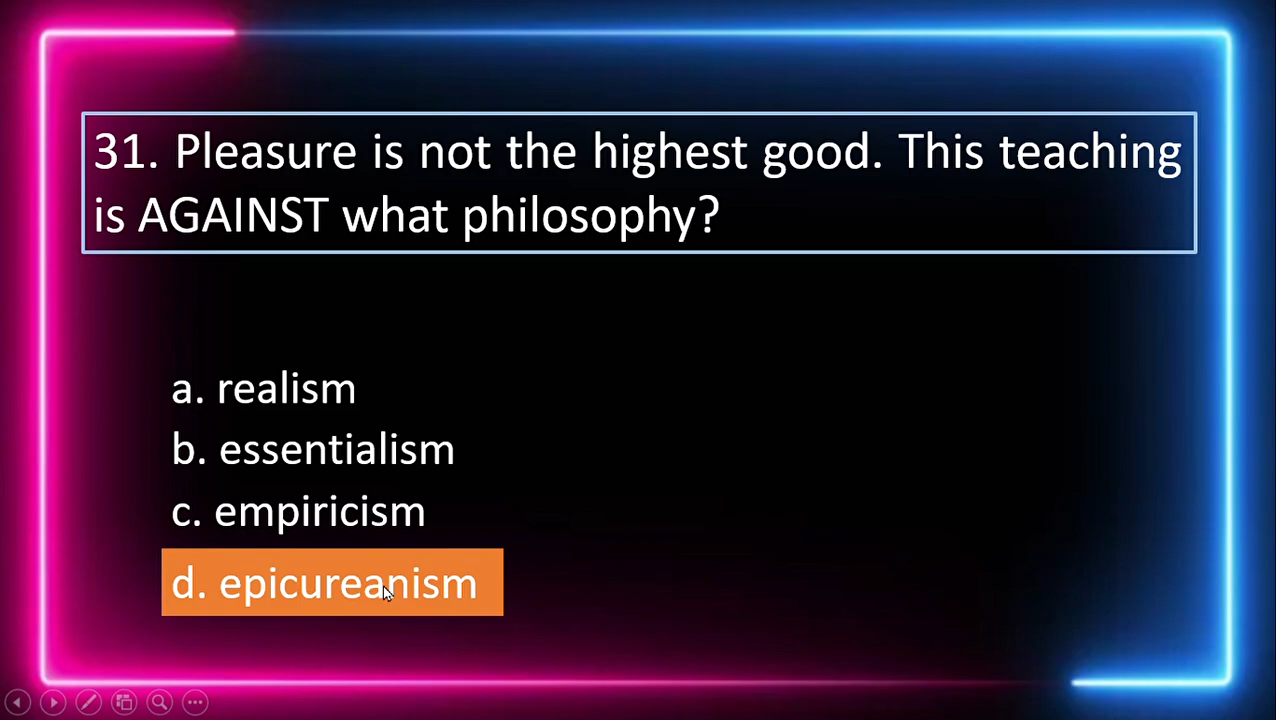 31. Pleasure is not the highest good. This teaching
is AGAINST what philosophy?
a. realism
b. essentialism
c. empiricism
d. epicureanism